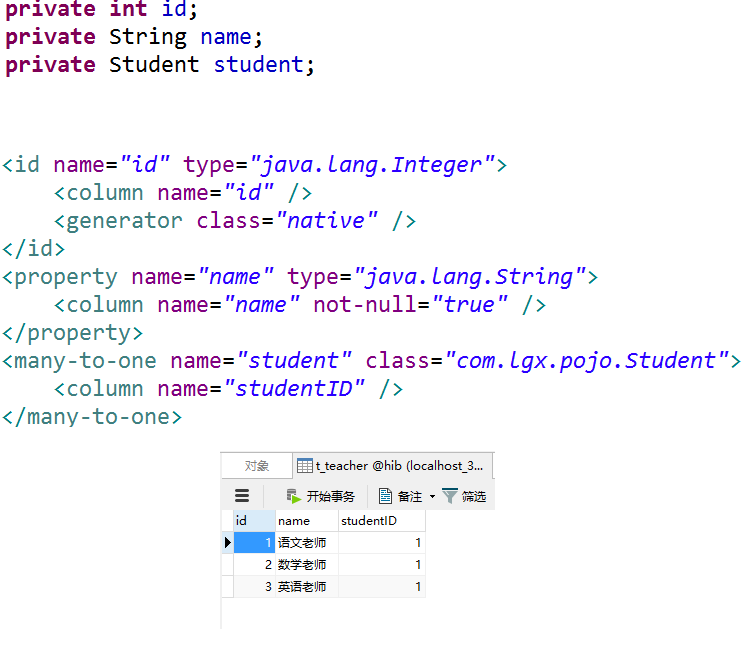 private int id;
private String name;
private Student student;
<id name="id" type="java.lang.Integer">
    <column name="id" />
    <generator class="native" />
</id>
<property name="name" type="java.lang.String">
    <column name="name" not-null="true" />
</property>
<many-to-one name="student" class="com.lgx.pojo.Student">
    <column name="studentID" />
</many-to-one>
对象 t_teacher @hib (localhost_3...
开始事务 备注 筛选
id name studentID
1 语文老师 1
2 数学老师 1
3 英语老师 1